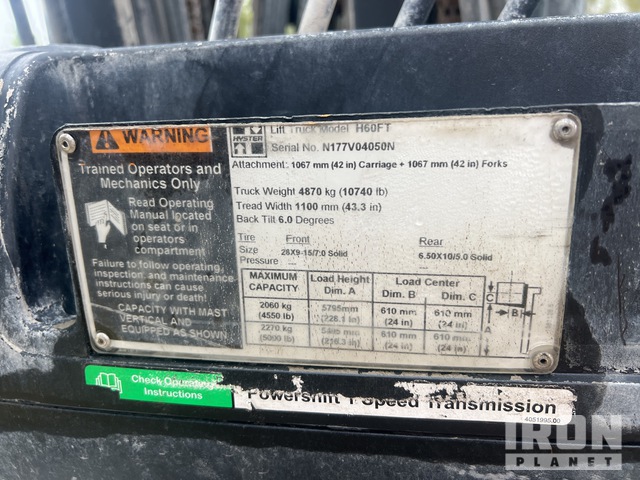 WARNING
Trained Operators and
Mechanics Only
Read Operating
Manual located
on seat or in
operators
compartment
Failure to follow operating,
inspection, and maintenance
instructions can cause
serious injury or death!
CAPACITY WITH MAST
VERTICAL AND
EQUIPPED AS SHOWN
HYSTER
Lift Truck Model H60FT
Serial No. N177V04050N
Attachment: 1067 mm (42 in) Carriage + 1067 mm (42 in) Forks
Truck Weight 4870 kg (10740 lb)
Tread Width 1100 mm (43.3 in)
Back Tilt 6.0 Degrees
Tire Front Rear
Size 28X9-15/7.0 Solid 6.50X10/5.0 Solid
Pressure
MAXIMUM CAPACITY Load Height Dim. A Load Center Dim. B Dim. C
2060 kg 5795mm 610 mm 610 mm
(4550 lb) (228.1 in) (24 in) (24 in)
2270 kg 610 mm 610 mm
(5000 lb) (24 in) (24 in)
C
B
A
Check Operating
Instructions
Powershift 1 Speed Transmission
4051995.00
IRON
PLANET